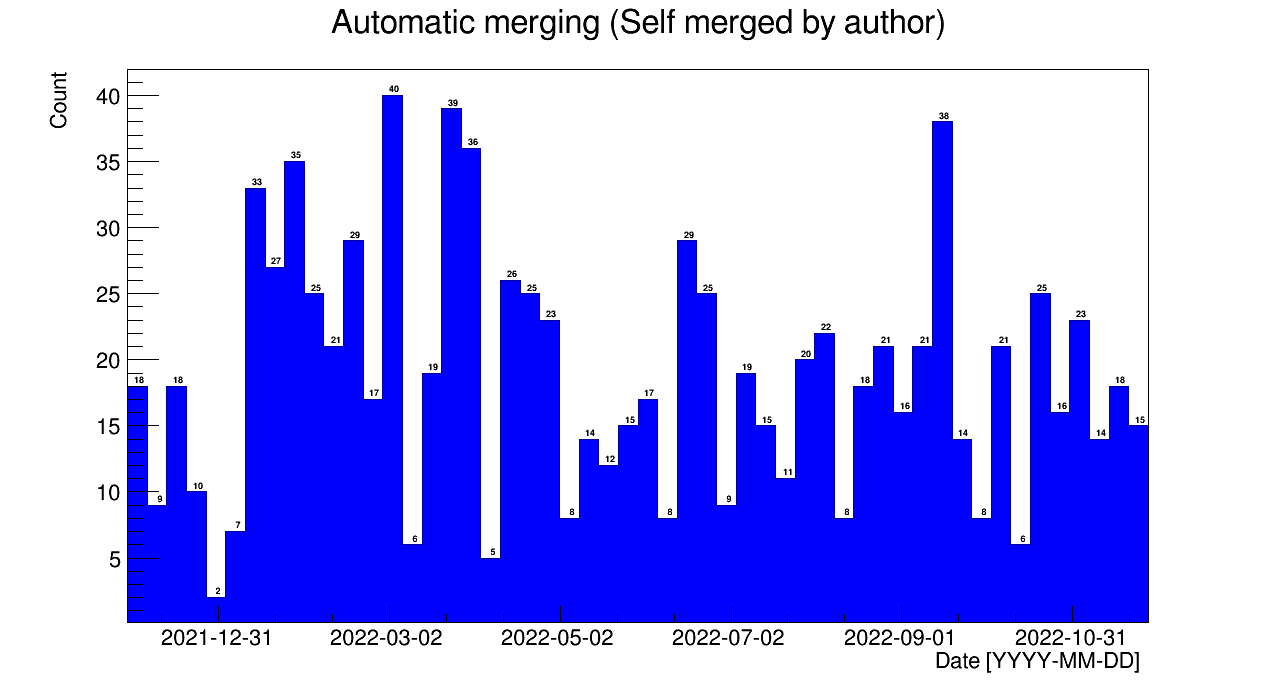 Automatic merging (Self merged by author)
Count
40
35
30
25
20
15
10
5
18 9 18 10 2 7 33 27 35 25 21 29 17 40 6 19 39 36 5 26 25 23 8 14 12 15 17 8 29 25 9 19 15 11 20 22 8 18 21 16 21 38 14 8 21 6 25 16 23 14 18 15
2021-12-31 2022-03-02 2022-05-02 2022-07-02 2022-09-01 2022-10-31
Date [YYYY-MM-DD]